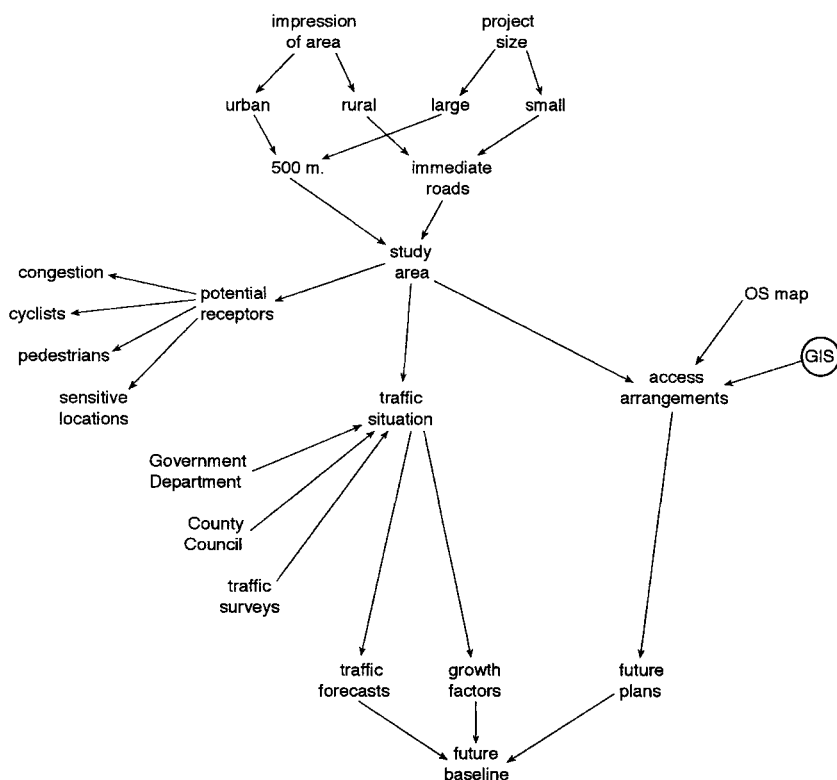 impression
of area
project
size
urban
rural
large
small
500 m.
immediate
roads
study
area
congestion
cyclists
pedestrians
sensitive
locations
potential
receptors
OS map
GIS
access
arrangements
traffic
situation
Government
Department
County
Council
traffic
surveys
traffic
forecasts
growth
factors
future
plans
future
baseline